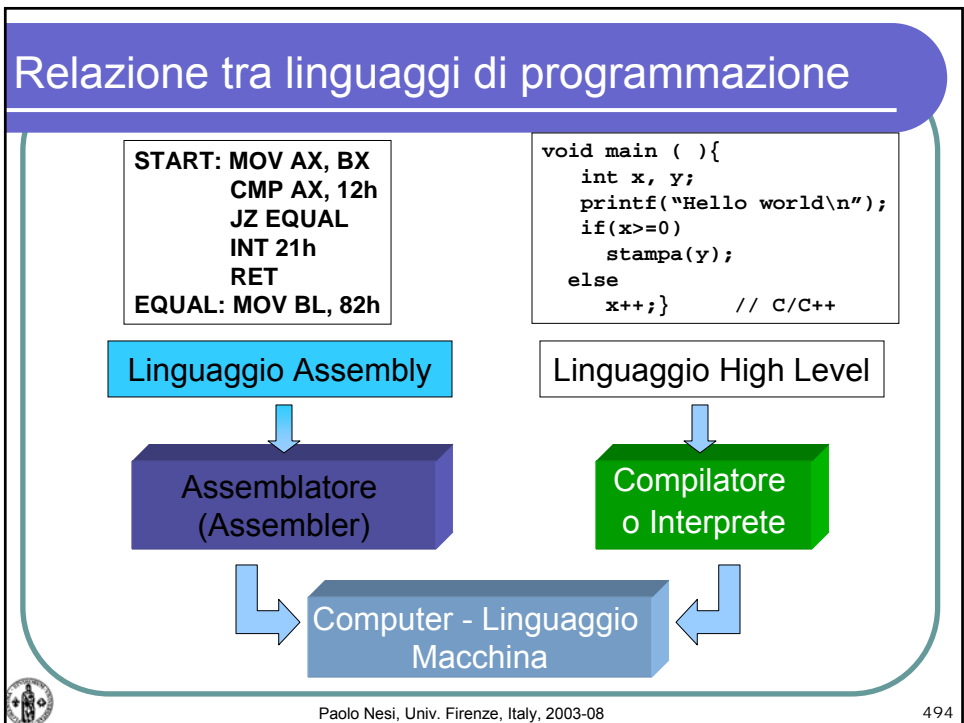 Relazione tra linguaggi di programmazione
START: MOV AX, BX
CMP AX, 12h
JZ EQUAL
INT 21h
RET
EQUAL: MOV BL, 82h
void main ( ){
int x, y;
printf(“Hello world\n”);
if(x>=0)
stampa(y);
else
x++;} // C/C++
Linguaggio Assembly
Linguaggio High Level
Assemblatore
(Assembler)
Compilatore
o Interprete
Computer - Linguaggio
Macchina
Paolo Nesi, Univ. Firenze, Italy, 2003-08
494